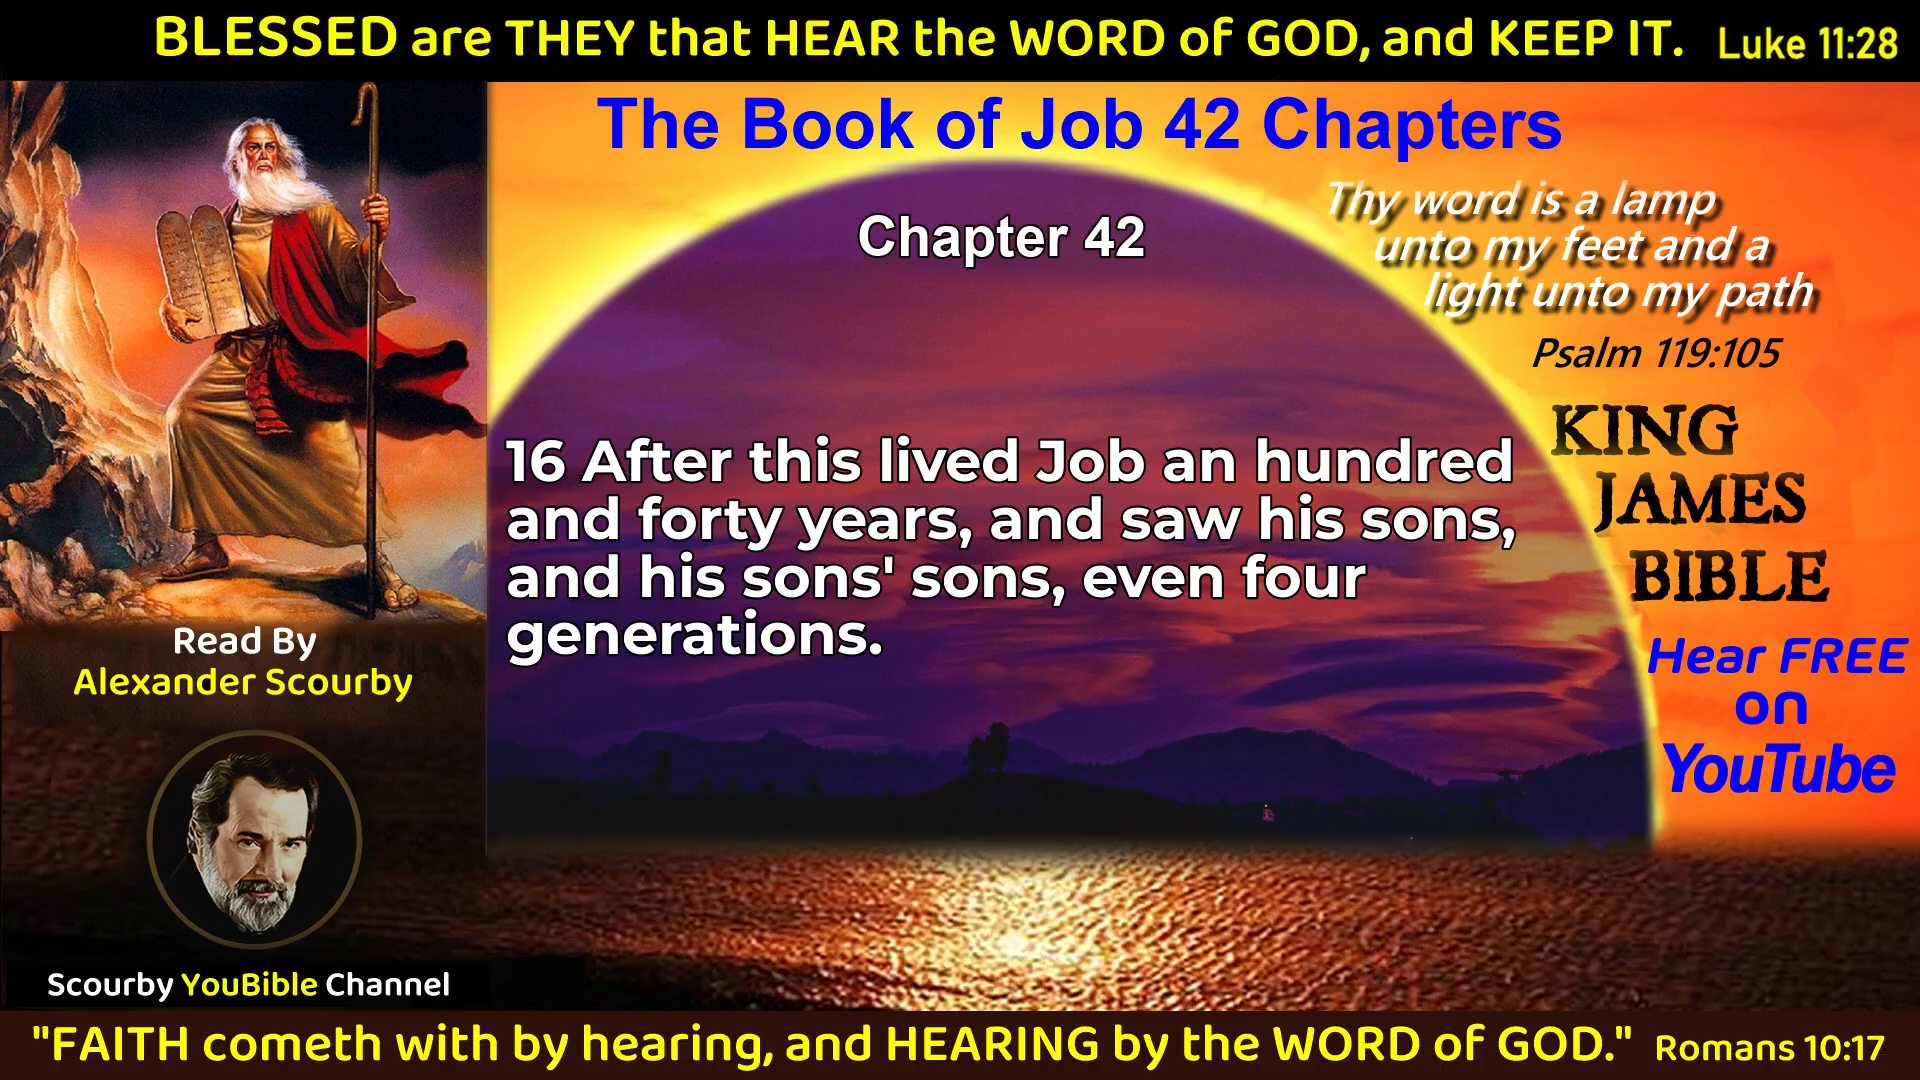 BLESSED are THEY that HEAR the WORD of GOD, and KEEP IT. Luke 11:28
The Book of Job 42 Chapters
Chapter 42
Thy word is a lamp
unto my feet and a
light unto my path
Psalm 119:105
16 After this lived Job an hundred
and forty years, and saw his sons,
and his sons' sons, even four
generations.
KING
JAMES
BIBLE
Hear FREE
on
YouTube
Read By
Alexander Scourby
Scourby YouBible Channel
"FAITH cometh with by hearing, and HEARING by the WORD of GOD." Romans 10:17